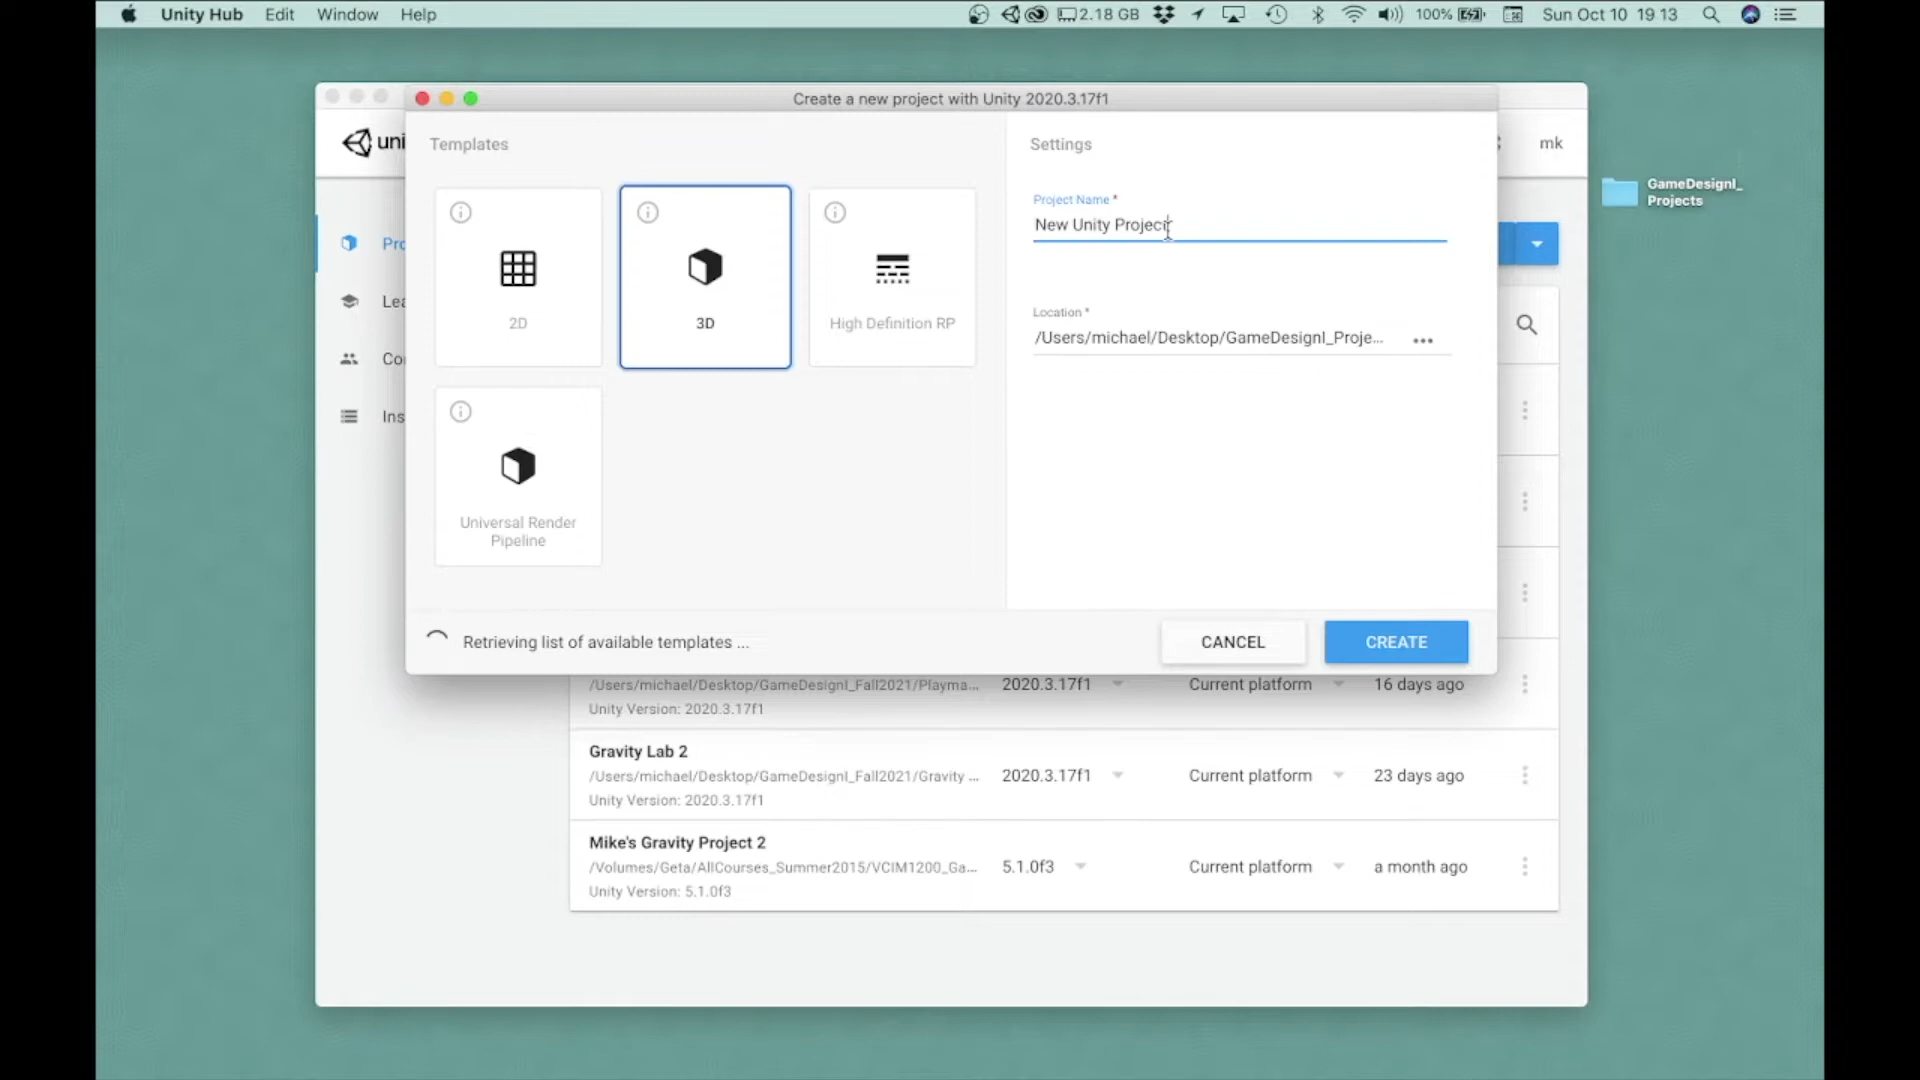 Unity Hub Edit Window Help 2.18 GB 100% Sun Oct 10 19 13
Create a new project with Unity 2020.3.17f1
Templates
Settings
mk
GameDesignI_
Projects
Project Name *
New Unity Project
2D
3D
High Definition RP
Location *
/Users/michael/Desktop/GameDesignI_Proje... •••
Universal Render
Pipeline
Retrieving list of available templates ...
CANCEL
CREATE
/Users/michael/Desktop/GameDesignI_Fall2021/Playma... 2020.3.17f1 Current platform 16 days ago
Unity Version: 2020.3.17f1
Gravity Lab 2
/Users/michael/Desktop/GameDesignI_Fall2021/Gravity ... 2020.3.17f1 Current platform 23 days ago
Unity Version: 2020.3.17f1
Mike's Gravity Project 2
/Volumes/Geta/AllCourses_Summer2015/VCIM1200_Ga... 5.1.0f3 Current platform a month ago
Unity Version: 5.1.0f3